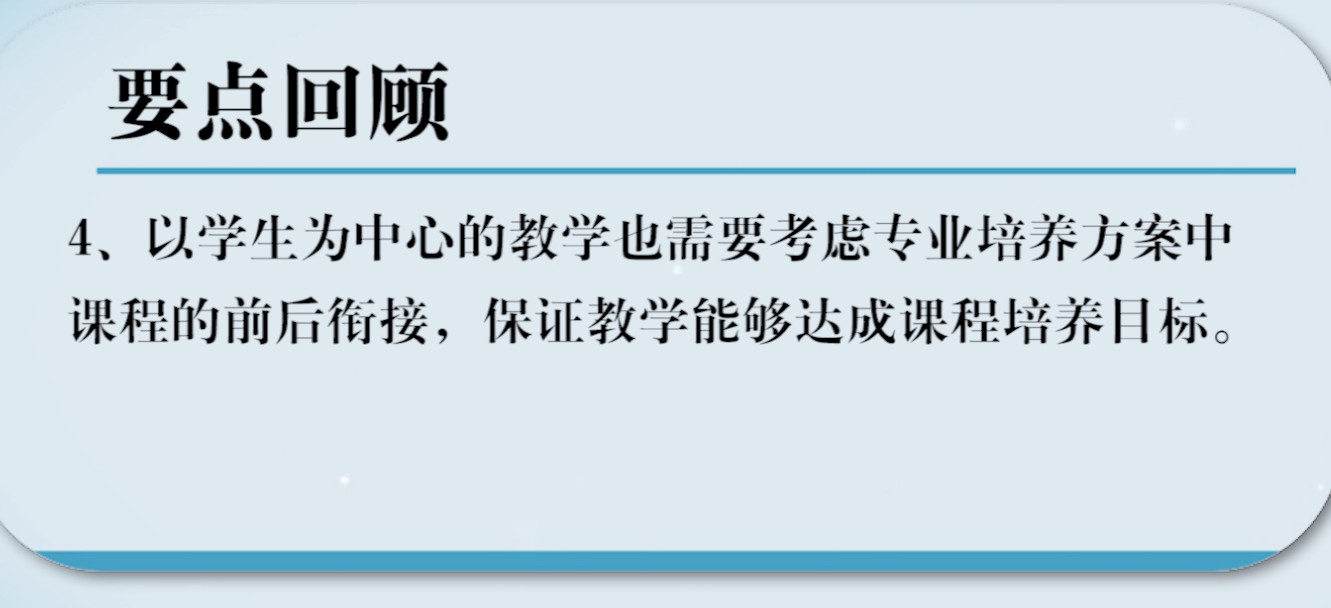 要点回顾
4、以学生为中心的教学也需要考虑专业培养方案中
课程的前后衔接，保证教学能够达成课程培养目标。